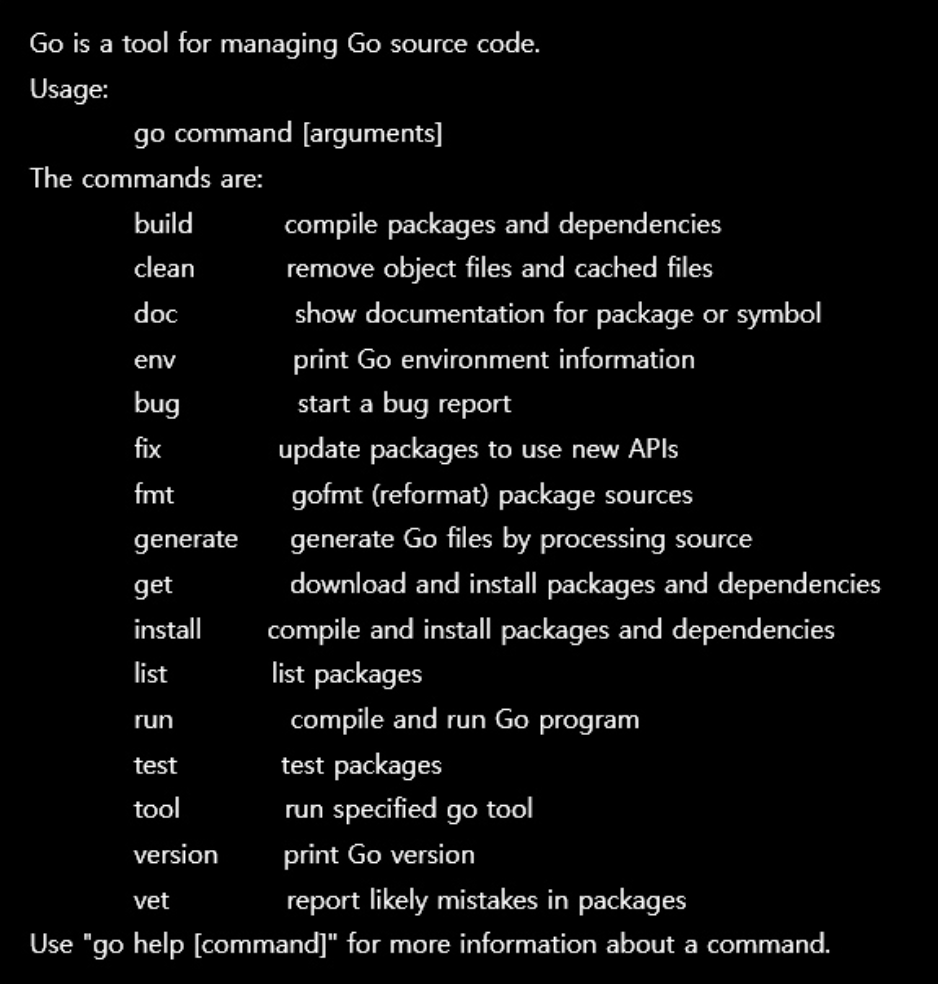 Go is a tool for managing Go source code.
Usage:
go command [arguments]
The commands are:
build compile packages and dependencies
clean remove object files and cached files
doc show documentation for package or symbol
env print Go environment information
bug start a bug report
fix update packages to use new APIs
fmt gofmt (reformat) package sources
generate generate Go files by processing source
get download and install packages and dependencies
install compile and install packages and dependencies
list list packages
run compile and run Go program
test test packages
tool run specified go tool
version print Go version
vet report likely mistakes in packages
Use "go help [command]" for more information about a command.